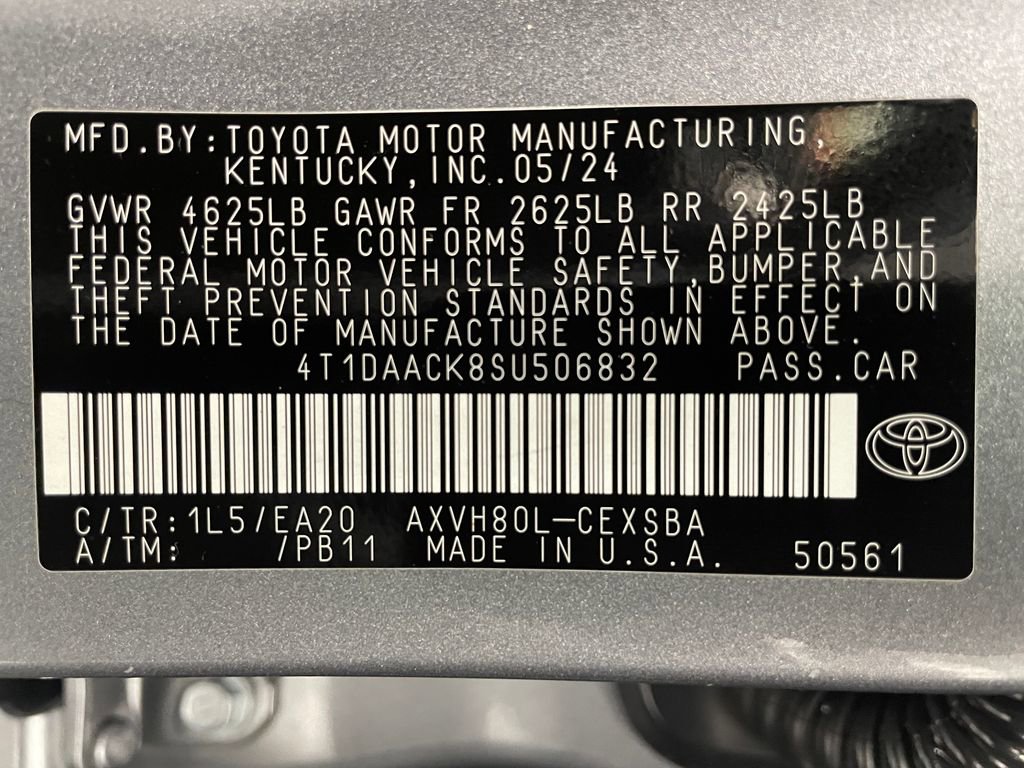 MFD.BY:TOYOTA MOTOR MANUFACTURING,
KENTUCKY,INC.05/24
GVWR 4625LB GAWR FR 2625LB RR 2425LB
THIS VEHICLE CONFORMS TO ALL APPLICABLE
FEDERAL MOTOR VEHICLE SAFETY,BUMPER,AND
THEFT PREVENTION STANDARDS IN EFFECT ON
THE DATE OF MANUFACTURE SHOWN ABOVE.
4T1DAACK8SU506832 PASS.CAR
C/TR:1L5/EA20 AXVH80L-CEXSBA
A/TM: /PB11 MADE IN U.S.A. 50561